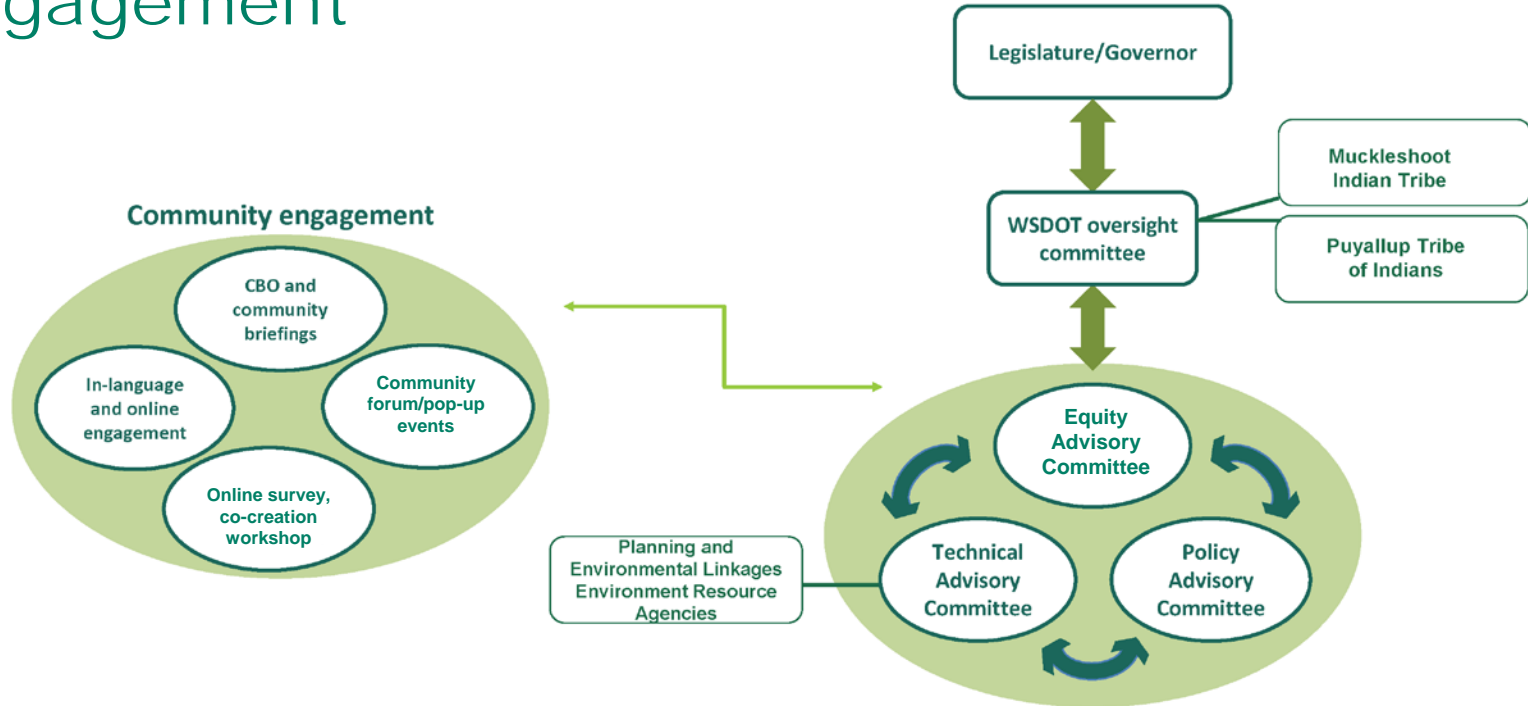 gagement
Legislature/Governor
Muckleshoot
Indian Tribe
WSDOT oversight
committee
Puyallup Tribe
of Indians
Community engagement
CBO and
community
briefings
In-language
and online
engagement
Community
forum/pop-up
events
Online survey,
co-creation
workshop
Equity
Advisory
Committee
Planning and
Environmental Linkages
Environment Resource
Agencies
Technical
Advisory
Committee
Policy
Advisory
Committee